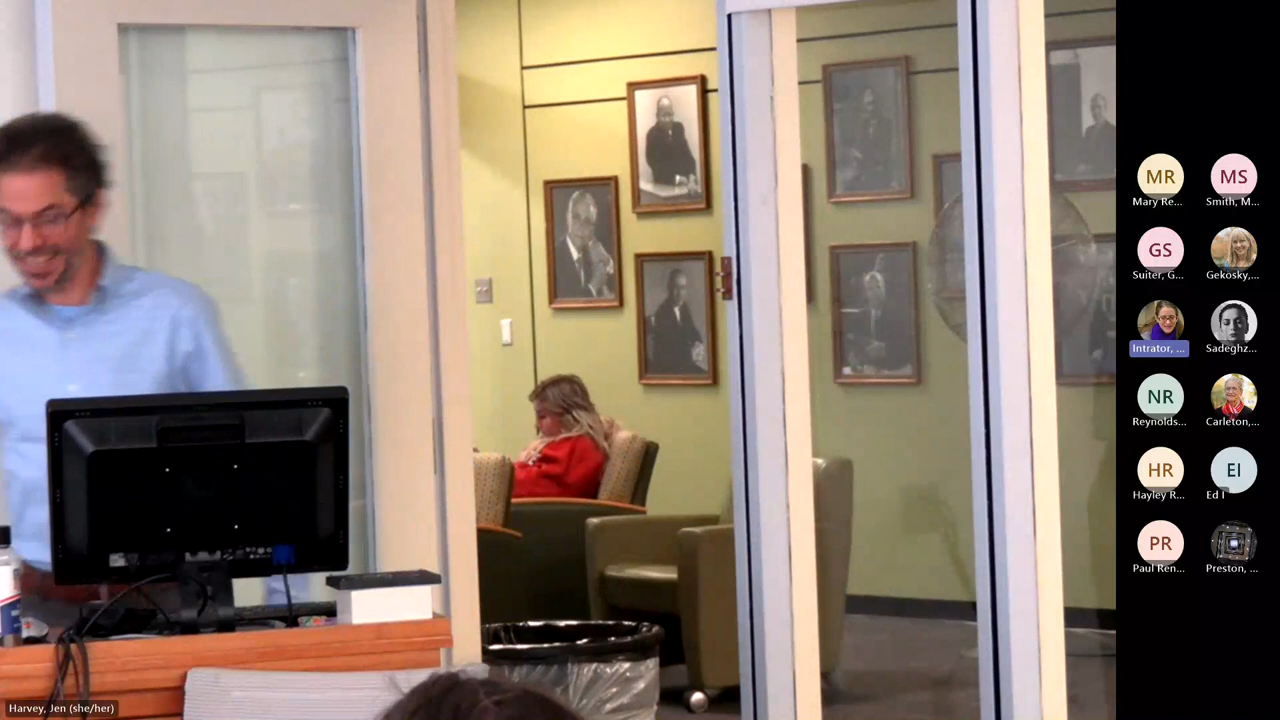 MR
MS
Mary Re...
Smith, M...
GS
Suiter, G...
Gekosky,...
Intrator, ...
Sadeghz...
NR
Reynolds...
Carleton,...
HR
EI
Hayley R...
Ed I
PR
Paul Ren...
Preston, ...
Harvey, Jen (she/her)